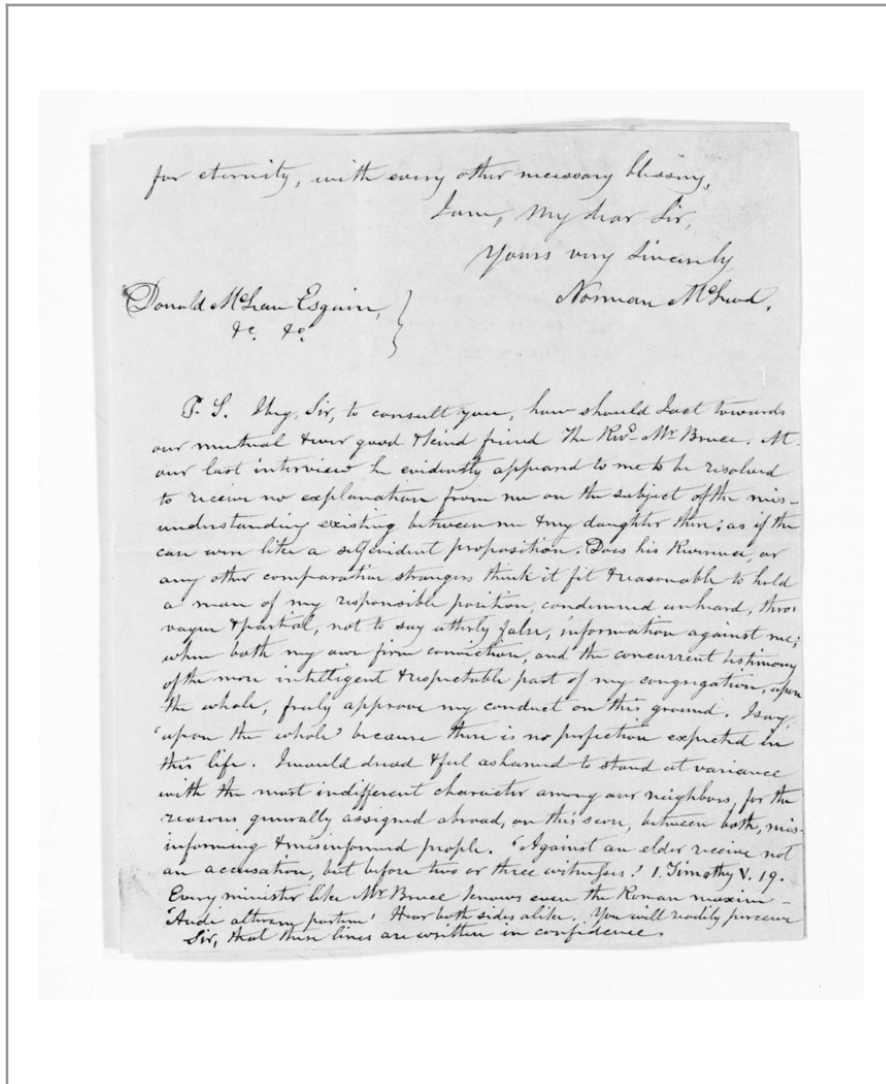 for eternity, with every other necessary blessing,
I am, My dear Sir,
Yours very Sincerely
Norman McLeod.
Donald McLean Esquire,
&c. &c.
P. S. I beg, Sir, to consult you, how should I act towards
our mutual & our good & kind friend The Revd. Mr Bruce. At
our last interview he evidently appeared to me to be resolved
to receive no explanation from me on the subject of the mis-
understanding existing between me & my daughter then; as if the
case were like a selfevident proposition. Does his Reverence, or
any other comparative strangers think it fit & reasonable to hold
a man of my responsible position, condemned unheard, thro'
vague & partial, not to say utterly false, information against me;
when both my own firm conviction, and the concurrent testimony
of the more intelligent & respectable part of my congregation, upon
the whole, freely approve my conduct on this ground. I say,
'upon the whole' because there is no perfection expected in
this life. I would dread & feel ashamed to stand at variance
with the most indifferent character among our neighbors, for the
reasons generally assigned abroad, on this score, between both, mis-
informing & misinformed people. 'Against an elder receive not
an accusation, but before two or three witnesses.' 1. Timothy V. 19.
Every minister like Mr Bruce knows even the Roman maxim—
'Audi alteram partem' Hear both sides alike. You will readily perceive
Sir, that these lines are written in confidence